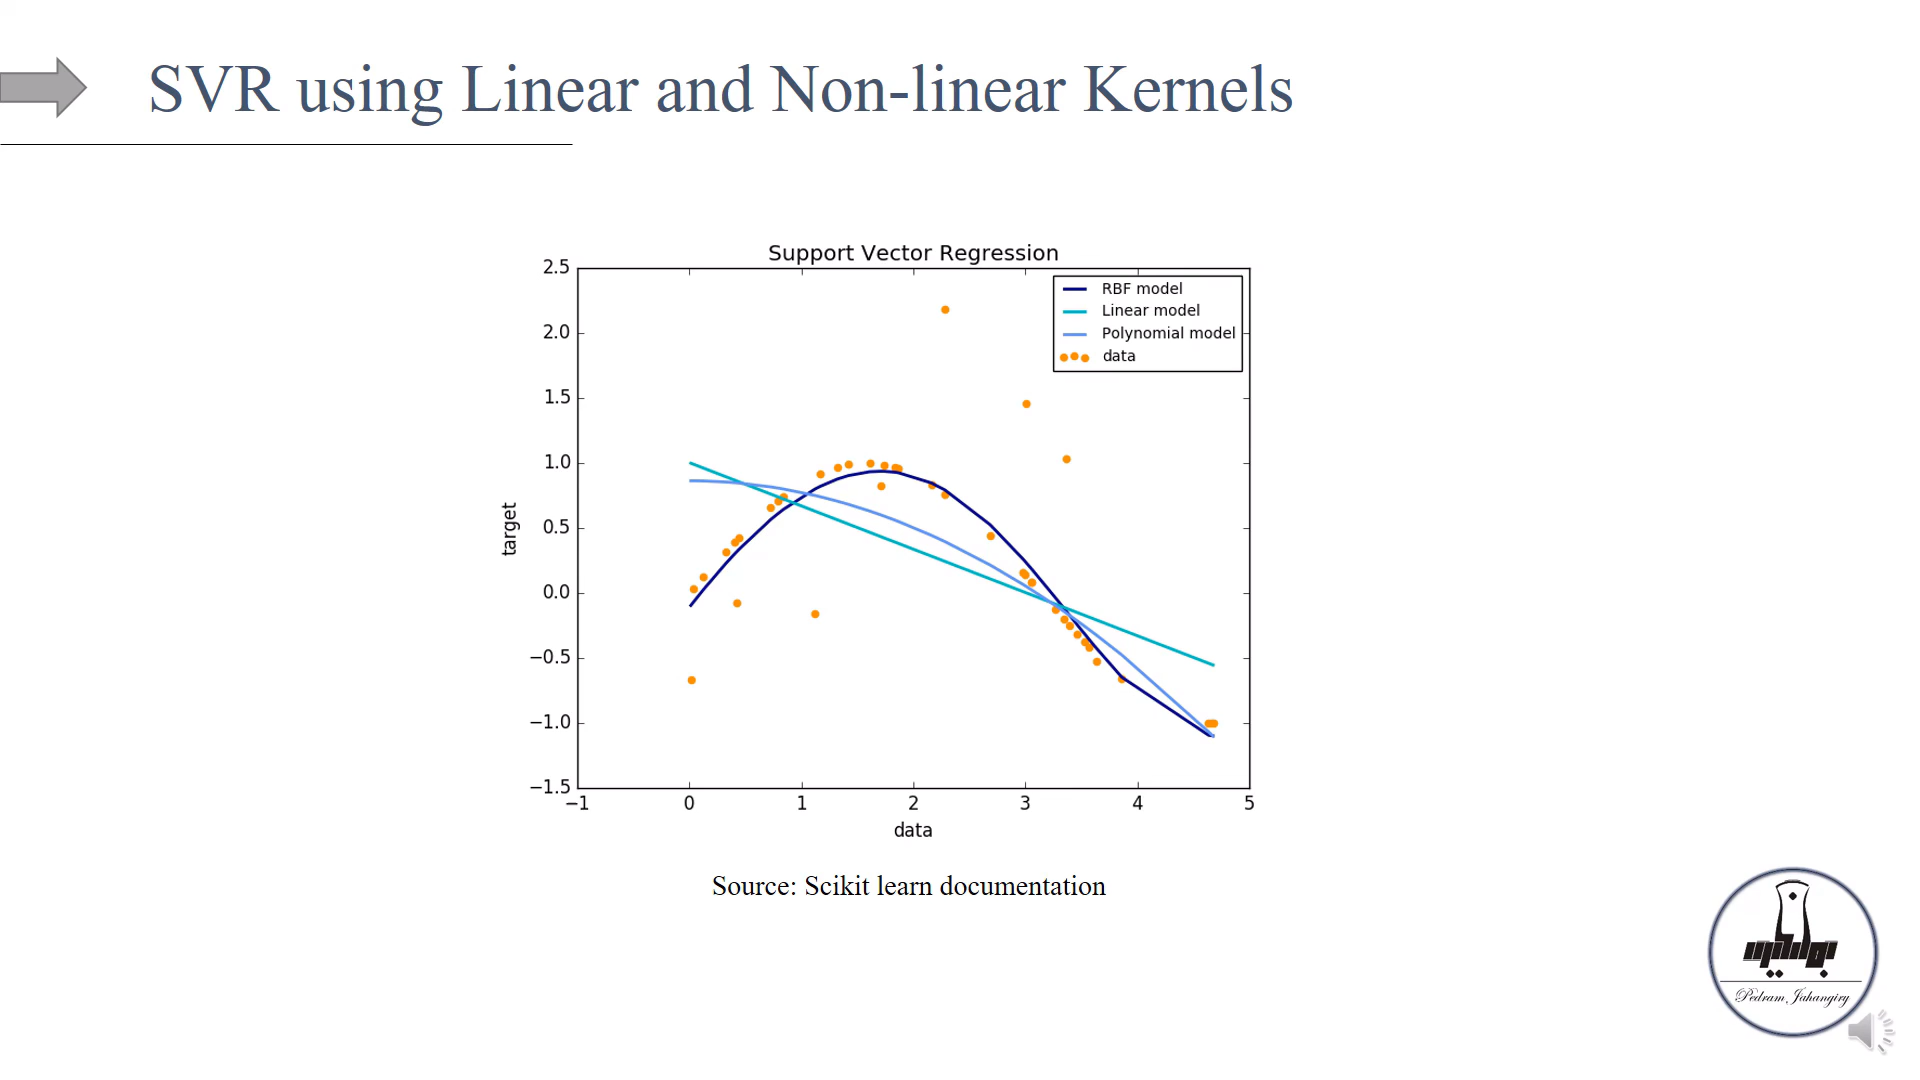 SVR using Linear and Non-linear Kernels
Support Vector Regression
2.5
2.0
1.5
1.0
0.5
0.0
−0.5
−1.0
−1.5
target
RBF model
Linear model
Polynomial model
data
−1 0 1 2 3 4 5
data
Source: Scikit learn documentation
Pedram Jahangiry